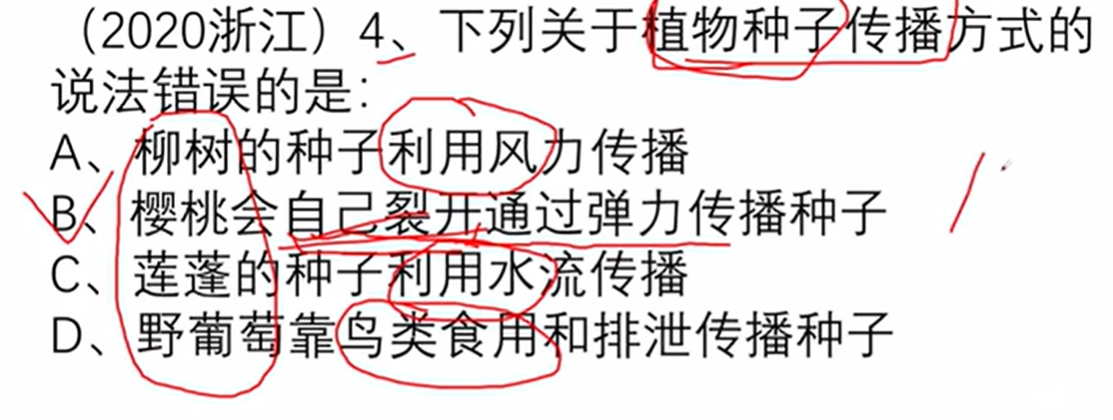 （2020浙江）4、下列关于植物种子传播方式的
说法错误的是：
A、柳树的种子利用风力传播
B、樱桃会自己裂开通过弹力传播种子
C、莲蓬的种子利用水流传播
D、野葡萄靠鸟类食用和排泄传播种子